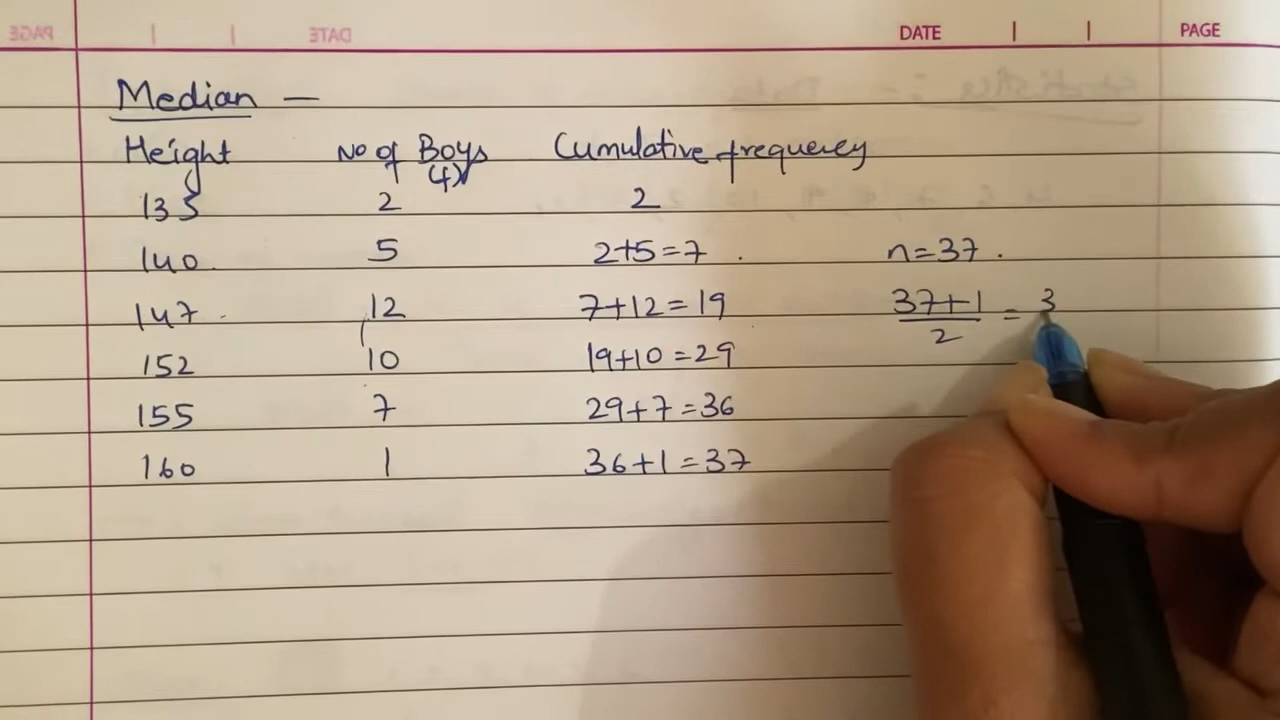 DATE PAGE
Median —
Height No of Boys Cumulative frequency
(f)
135 2 2
140 5 2+5=7 n=37.
147 12 7+12=19 37+1/2 = 3
152 10 19+10=29
155 7 29+7=36
160 1 36+1=37